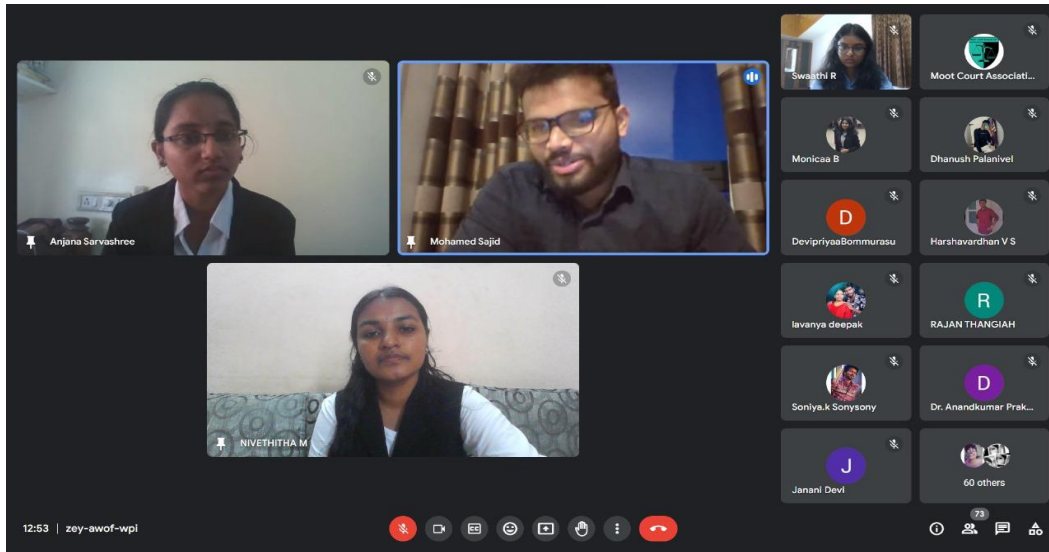 Anjana Sarvashree
Mohamed Sajid
NIVETHITHA M
Swaathi R
Moot Court Associati...
Monicaa B
Dhanush Palanivel
D
DevipriyaaBommurasu
Harshavardhan V S
lavanya deepak
R
RAJAN THANGIAH
Soniya.k Sonysony
D
Dr. Anandkumar Prak...
J
Janani Devi
60 others
12:53 | zey-awof-wpi
CC
73